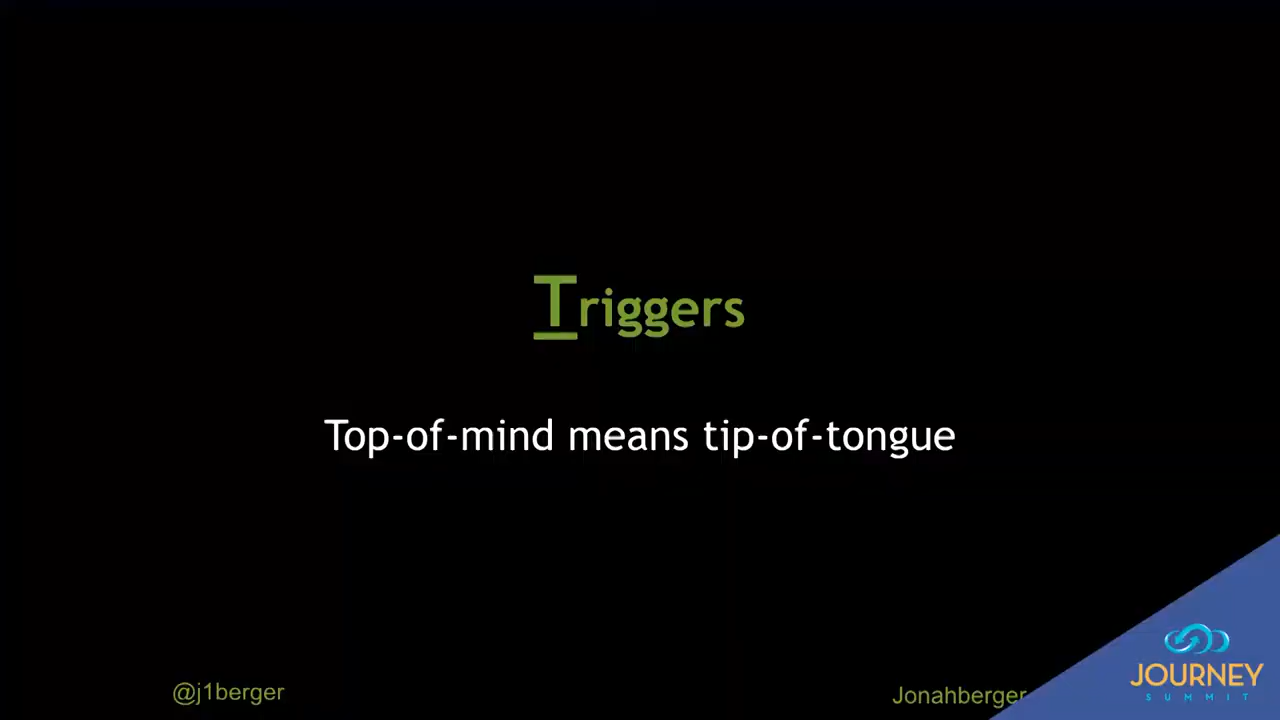 Triggers
Top-of-mind means tip-of-tongue
@j1berger
Jonahberger
JOURNEY
SUMMIT